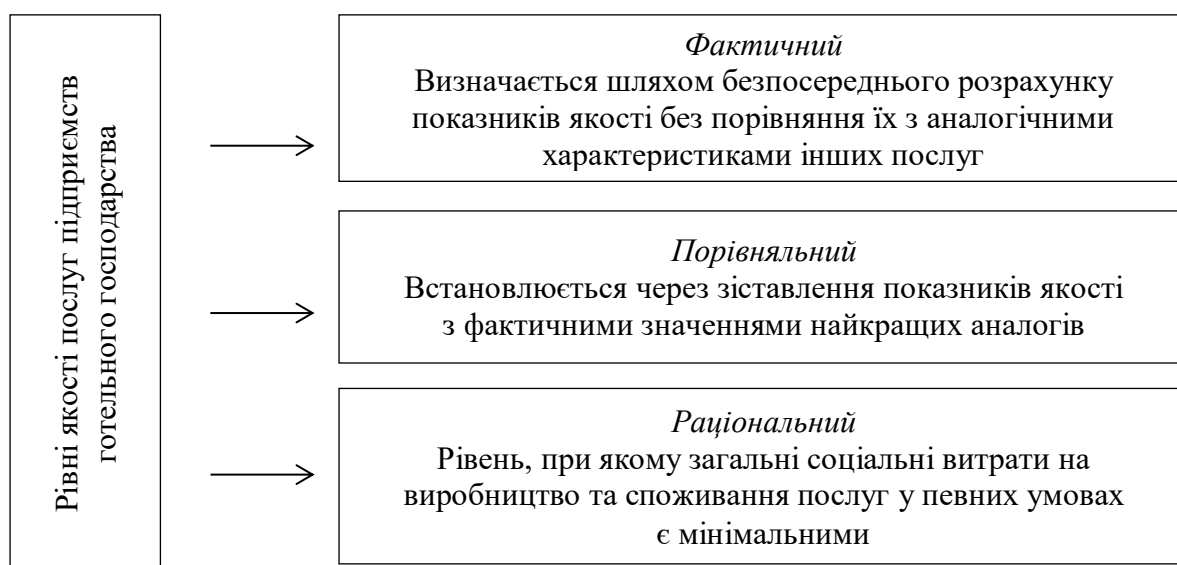 Рівні якості послуг підприємств
готельного господарства
Фактичний
Визначається шляхом безпосереднього розрахунку
показників якості без порівняння їх з аналогічними
характеристиками інших послуг
Порівняльний
Встановлюється через зіставлення показників якості
з фактичними значеннями найкращих аналогів
Раціональний
Рівень, при якому загальні соціальні витрати на
виробництво та споживання послуг у певних умовах
є мінімальними